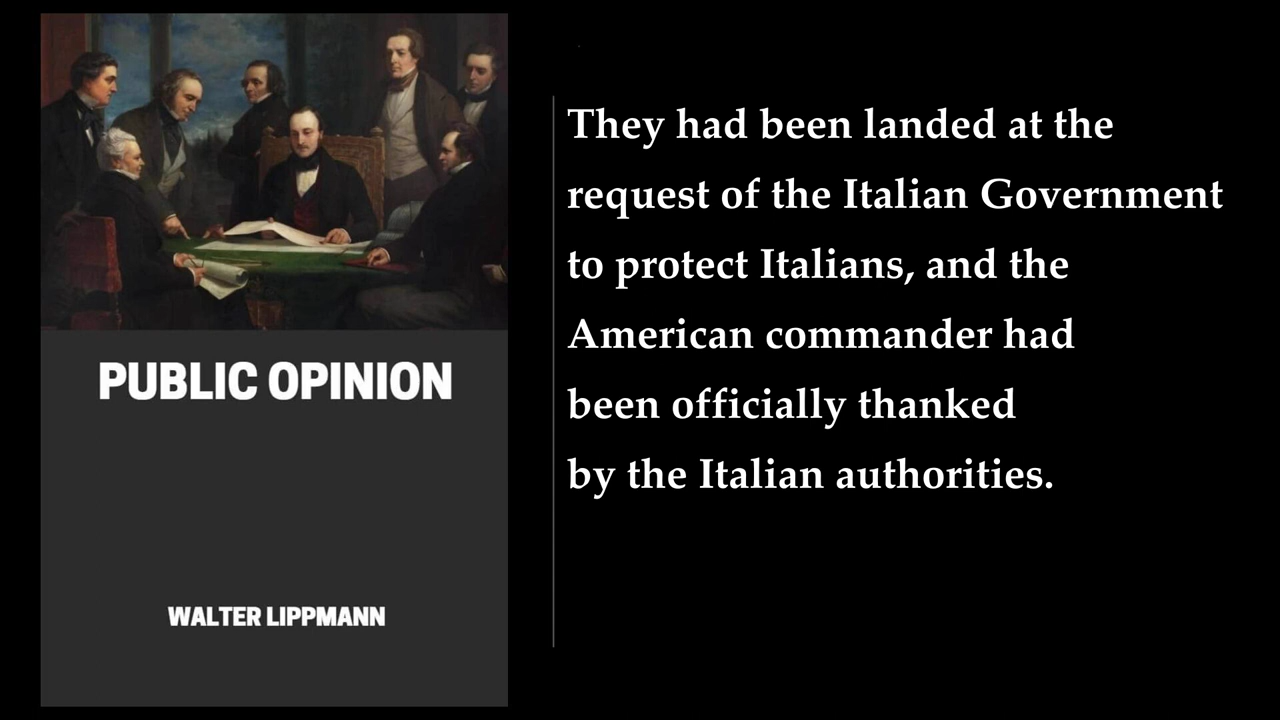 PUBLIC OPINION
WALTER LIPPMANN
They had been landed at the
request of the Italian Government
to protect Italians, and the
American commander had
been officially thanked
by the Italian authorities.